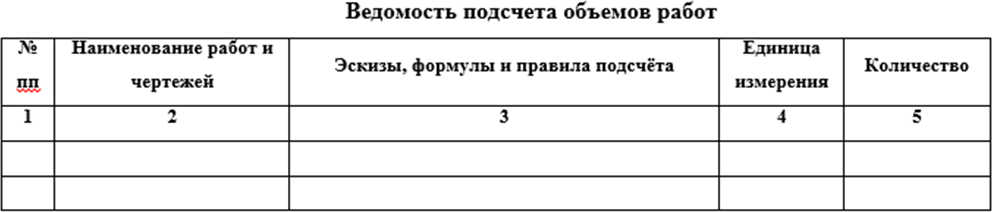 Ведомость подсчета объемов работ
№ пп
Наименование работ и чертежей
Эскизы, формулы и правила подсчёта
Единица измерения
Количество
1 2 3 4 5